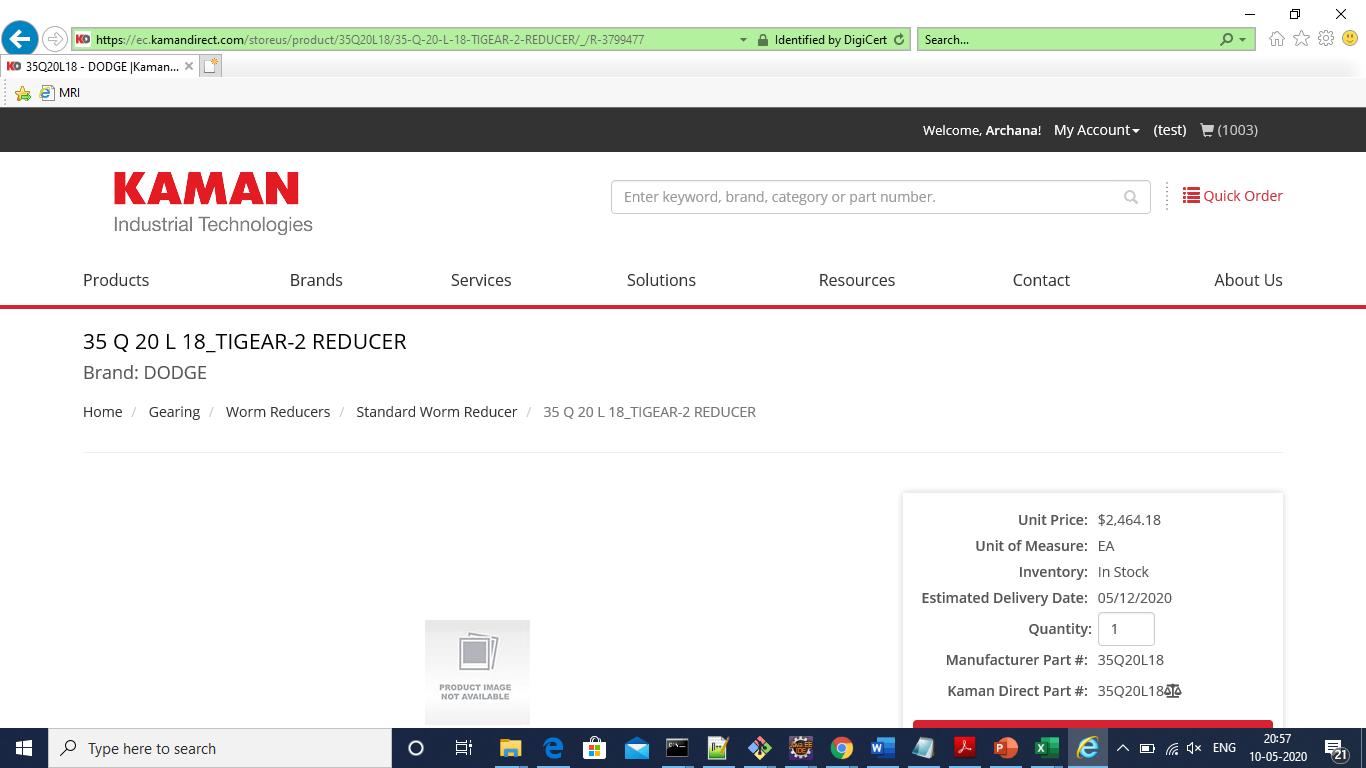 https://ec.kamandirect.com/storeus/product/35Q20L18/35-Q-20-L-18-TIGEAR-2-REDUCER/_/R-3799477
Identified by DigiCert
Search...
KD 35Q20L18 - DODGE |Kaman...
MRI
Welcome, Archana! My Account (test) (1003)
KAMAN
Industrial Technologies
Enter keyword, brand, category or part number.
Quick Order
Products Brands Services Solutions Resources Contact About Us
35 Q 20 L 18_TIGEAR-2 REDUCER
Brand: DODGE
Home / Gearing / Worm Reducers / Standard Worm Reducer / 35 Q 20 L 18_TIGEAR-2 REDUCER
Unit Price: $2,464.18
Unit of Measure: EA
Inventory: In Stock
Estimated Delivery Date: 05/12/2020
Quantity: 1
Manufacturer Part #: 35Q20L18
Kaman Direct Part #: 35Q20L18
PRODUCT IMAGE
NOT AVAILABLE
Type here to search
ENG
20:57
10-05-2020
21